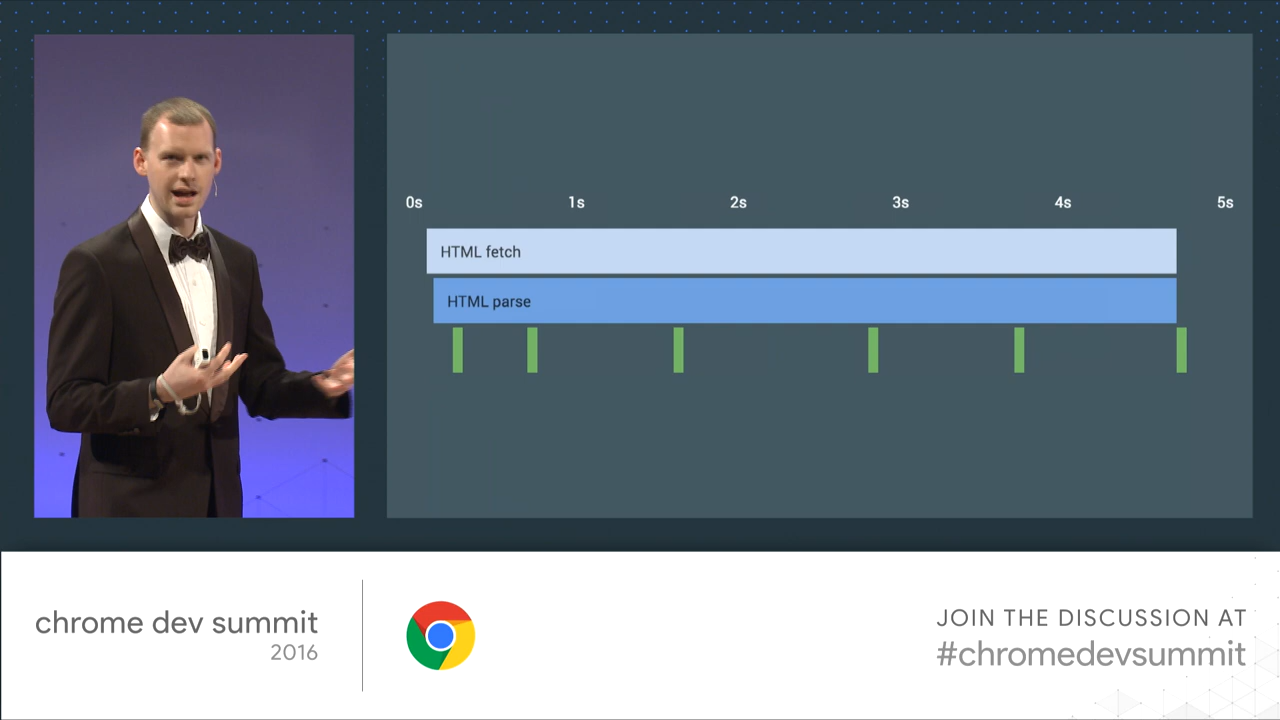 0s 1s 2s 3s 4s 5s
HTML fetch
HTML parse
chrome dev summit
2016
JOIN THE DISCUSSION AT
#chromedevsummit